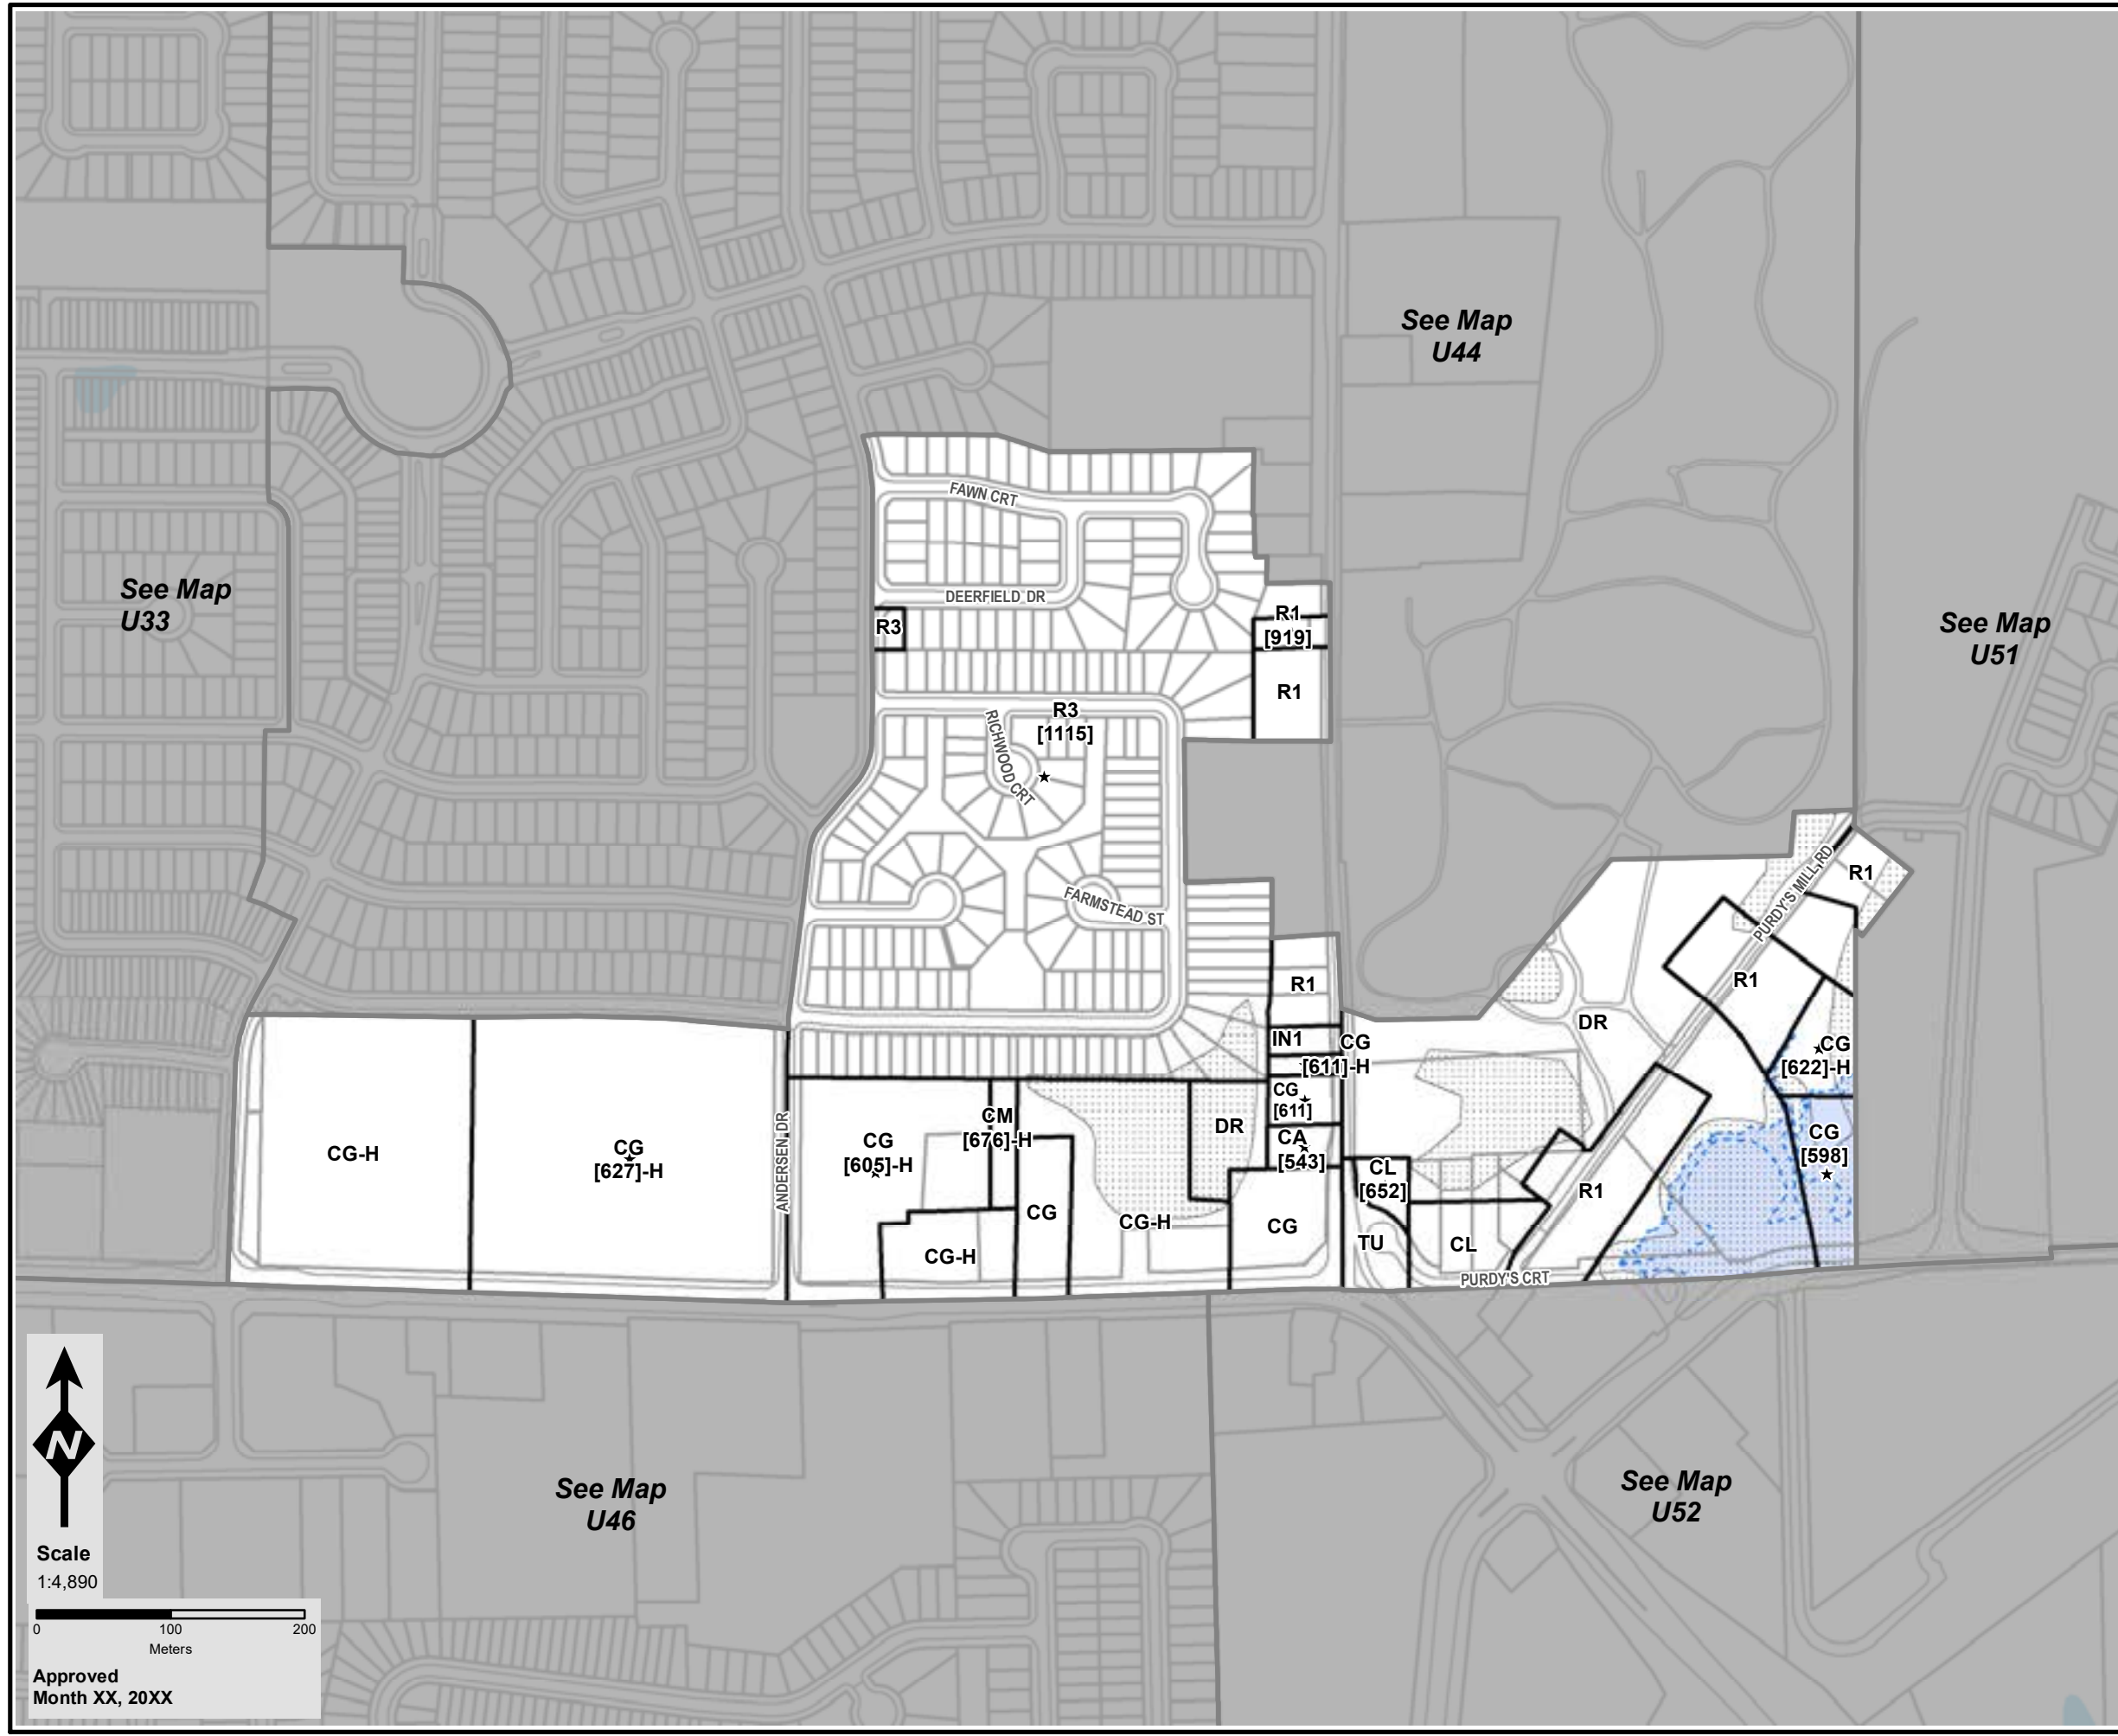 See Map
U44
FAWN CRT
See Map
U33
DEERFIELD DR
R1
[919]
R3
See Map
U51
R1
R3
[1115]
RICHWOOD CRT
PURDY'S MILL RD
R1
FARMSTEAD ST
R1
R1
DR
IN1
CG
[611]-H
CG
[622]-H
CG
[611]
CM
[676]-H
DR
CA
[543]
CG
[598]
CG-H
CG
[627]-H
ANDERSEN DR
CG
[605]-H
CL
[652]
R1
CG
CG-H
CG
TU
CL
CG-H
PURDY'S CRT
N
See Map
U46
See Map
U52
Scale
1:4,890
0 100 200
Meters
Approved
Month XX, 20XX